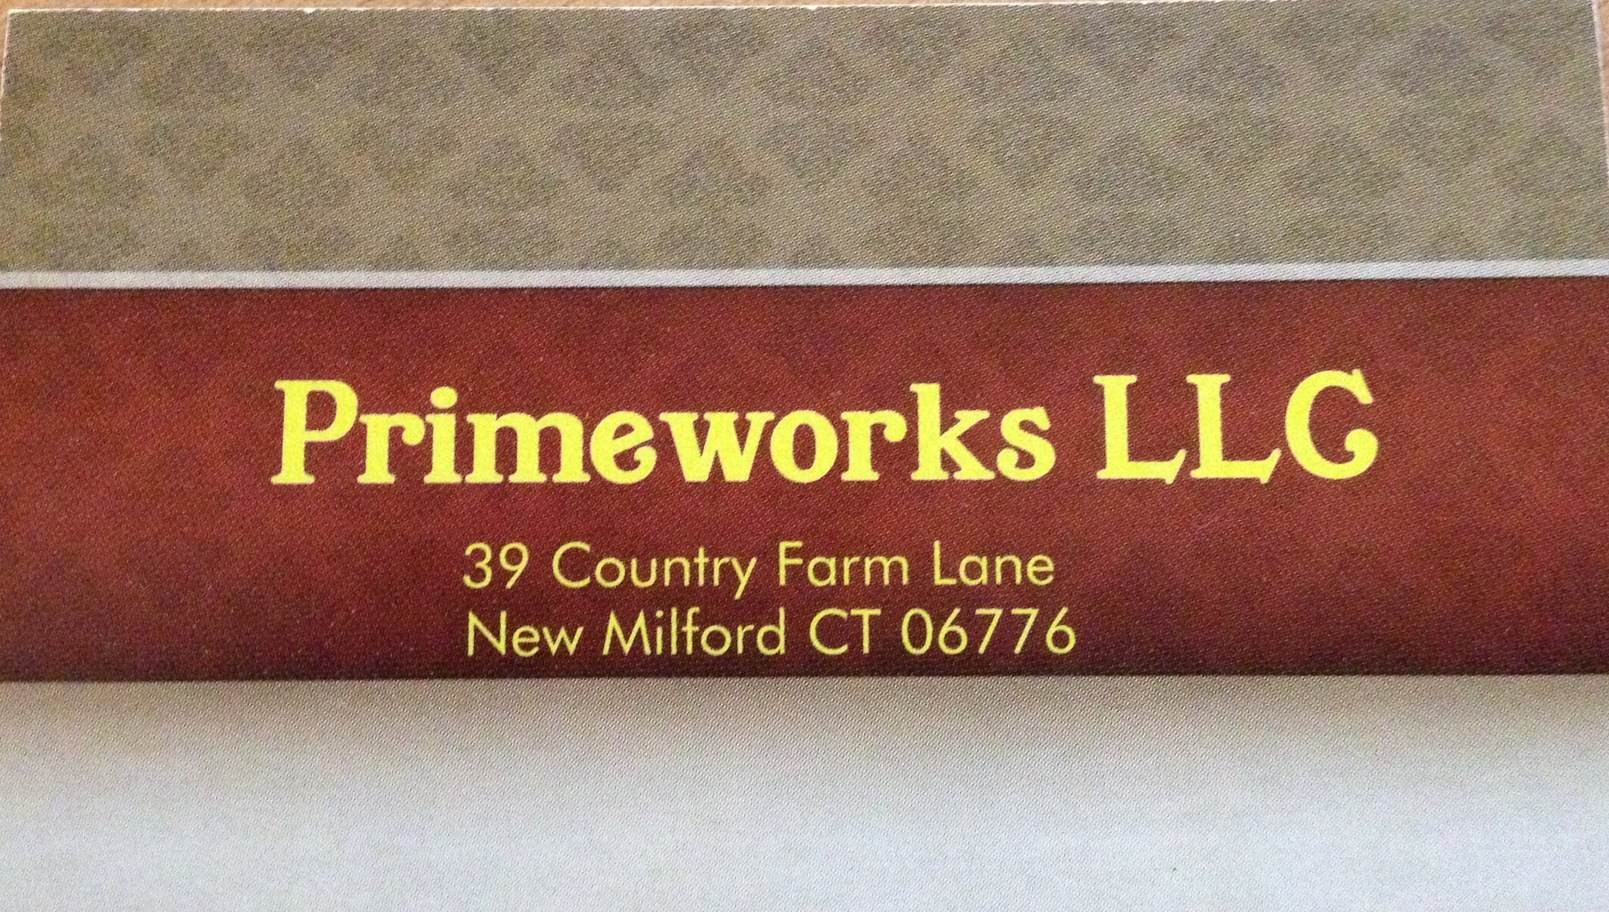 Primeworks LLC
39 Country Farm Lane
New Milford CT 06776